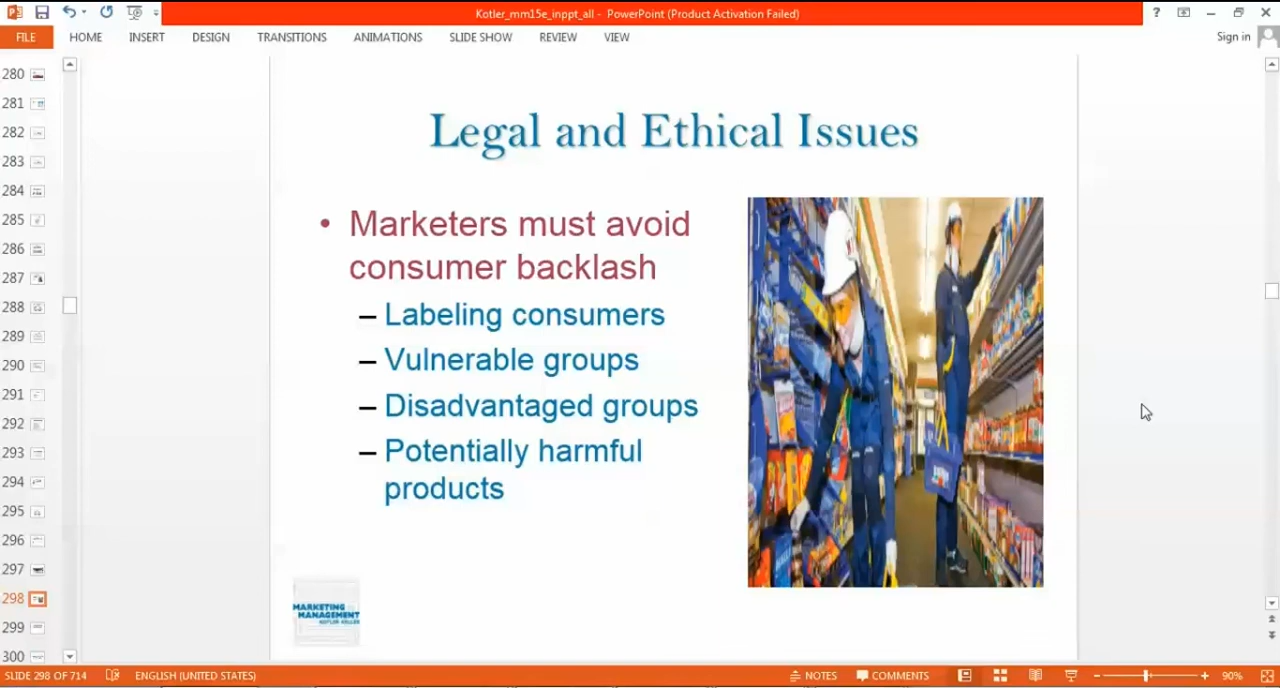 Kotler_mm15e_inppt_all - PowerPoint (Product Activation Failed)
?
FILE HOME INSERT DESIGN TRANSITIONS ANIMATIONS SLIDE SHOW REVIEW VIEW
Sign in
280
281
282
283
284
285
286
287
288
289
290
291
292
293
294
295
296
297
298
299
300
Legal and Ethical Issues
• Marketers must avoid
consumer backlash
– Labeling consumers
– Vulnerable groups
– Disadvantaged groups
– Potentially harmful
products
MARKETING
MANAGEMENT
KOTLER KELLER
SLIDE 298 OF 714 ENGLISH (UNITED STATES) NOTES COMMENTS 90%